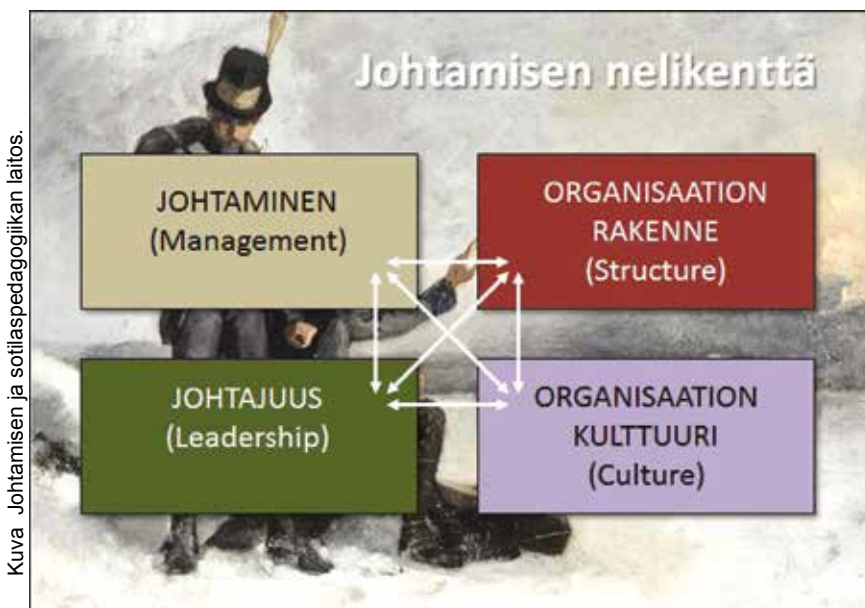 Johtamisen nelikenttä
JOHTAMINEN
(Management)
ORGANISAATION
RAKENNE
(Structure)
JOHTAJUUS
(Leadership)
ORGANISAATION
KULTTUURI
(Culture)
Kuva Johtamisen ja sotilaspedagogiikan laitos.